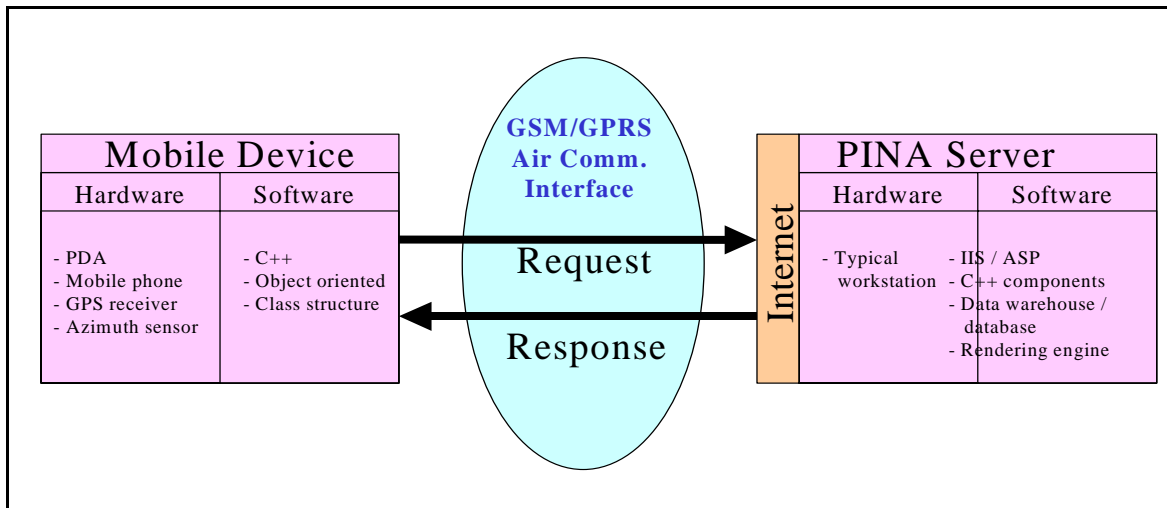 Mobile Device
Hardware
Software
- PDA
- Mobile phone
- GPS receiver
- Azimuth sensor
- C++
- Object oriented
- Class structure
GSM/GPRS
Air Comm.
Interface
Request
Response
Internet
PINA Server
Hardware
Software
- Typical
workstation
- IIS / ASP
- C++ components
- Data warehouse /
database
- Rendering engine